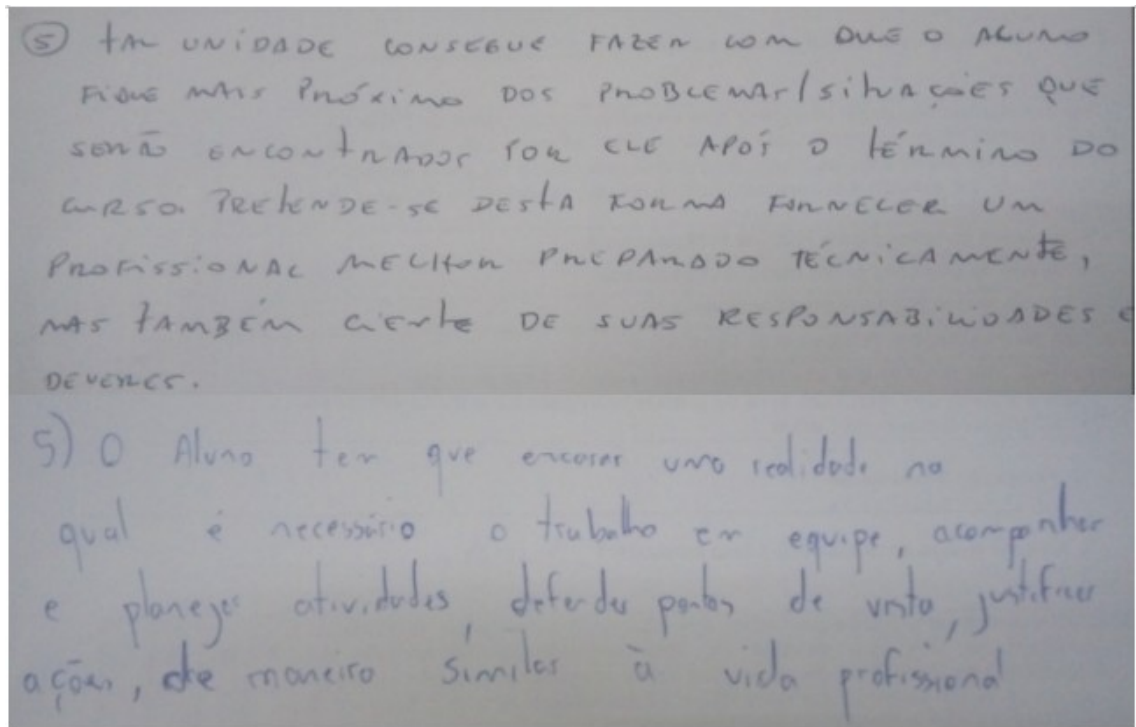 ⑤ TAL UNIDADE CONSEGUE FAZER COM QUE O ALUNO
FIQUE MAIS PRÓXIMO DOS PROBLEMAS/SITUAÇÕES QUE
SERÃO ENCONTRADOS POR ELE APÓS O TÉRMINO DO
CURSO. PRETENDE-SE DESTA FORMA FORNECER UM
PROFISSIONAL MELHOR PREPARADO TÉCNICAMENTE,
MAS TAMBÉM CIENTE DE SUAS RESPONSABILIDADES E
DEVERES.
5) O Aluno tem que encarar uma realidade na
qual é necessário o trabalho em equipe, acompanhar
e planejar atividades, defender pontos de vista, justificar
ações, de maneira similar à vida profissional